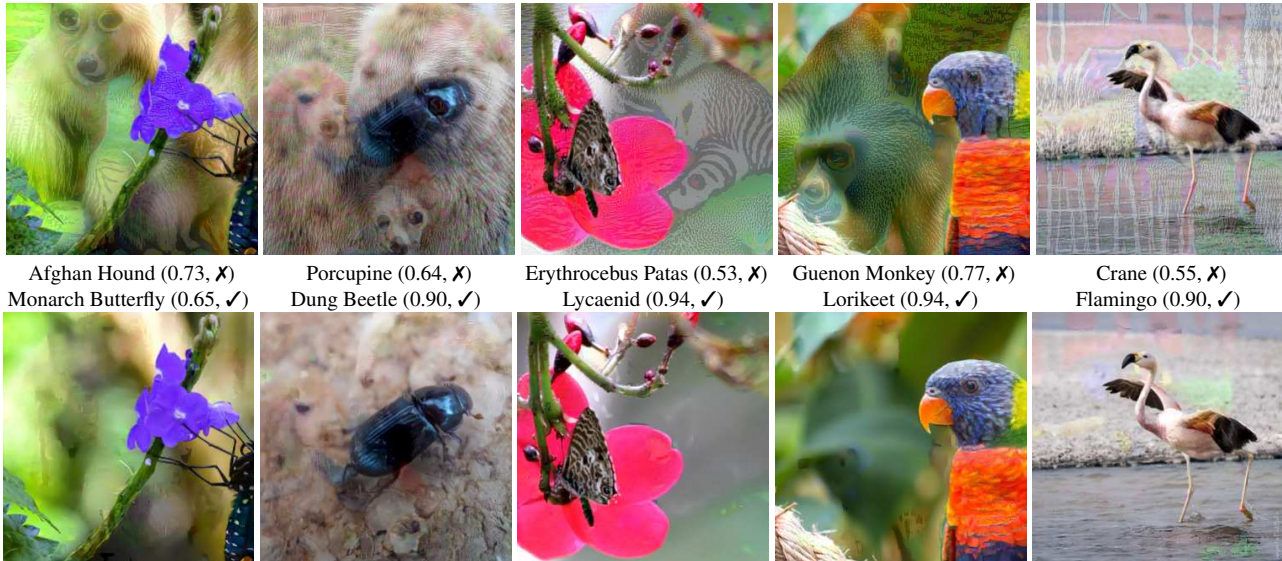 Afghan Hound (0.73, ✗) Porcupine (0.64, ✗) Erythrocebus Patas (0.53, ✗) Guenon Monkey (0.77, ✗) Crane (0.55, ✗)
Monarch Butterfly (0.65, ✓) Dung Beetle (0.90, ✓) Lycaenid (0.94, ✓) Lorikeet (0.94, ✓) Flamingo (0.90, ✓)